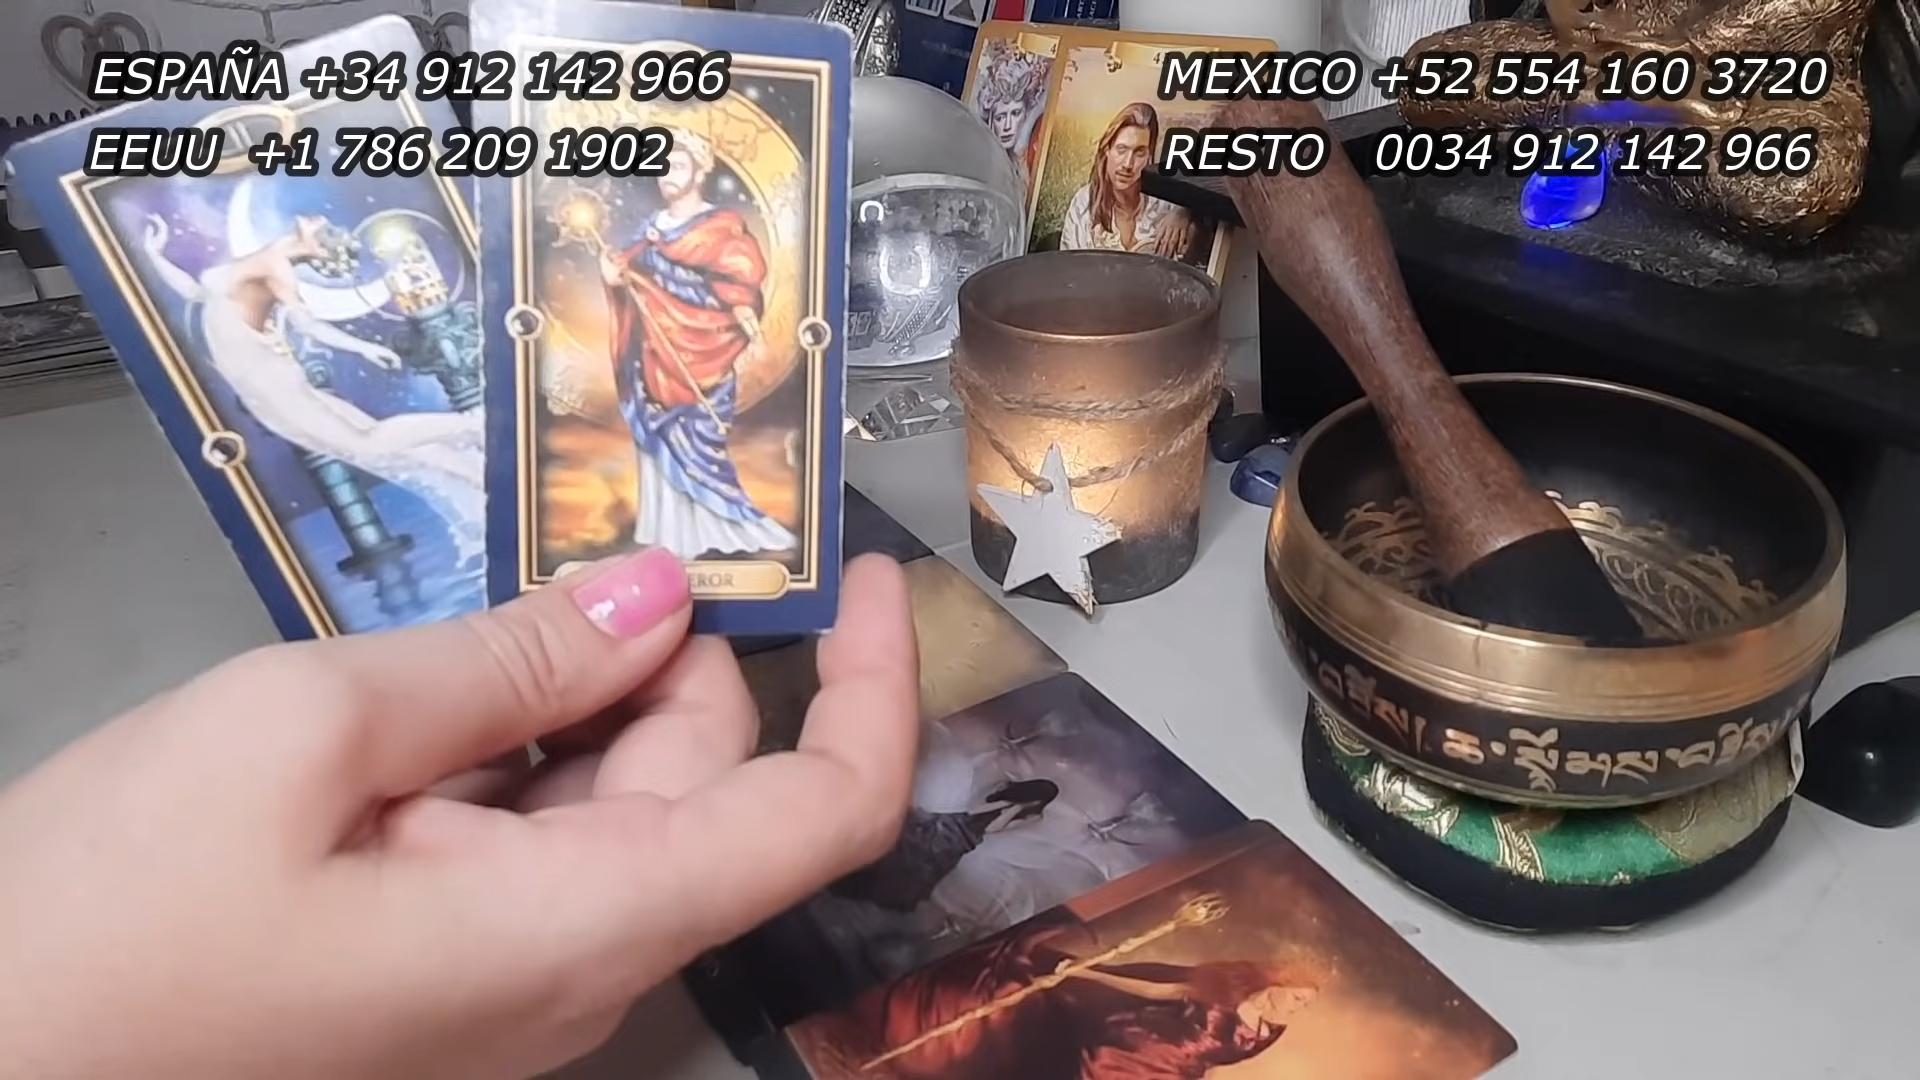 ESPAÑA +34 912 142 966
EEUU +1 786 209 1902
MEXICO +52 554 160 3720
RESTO 0034 912 142 966
EROR